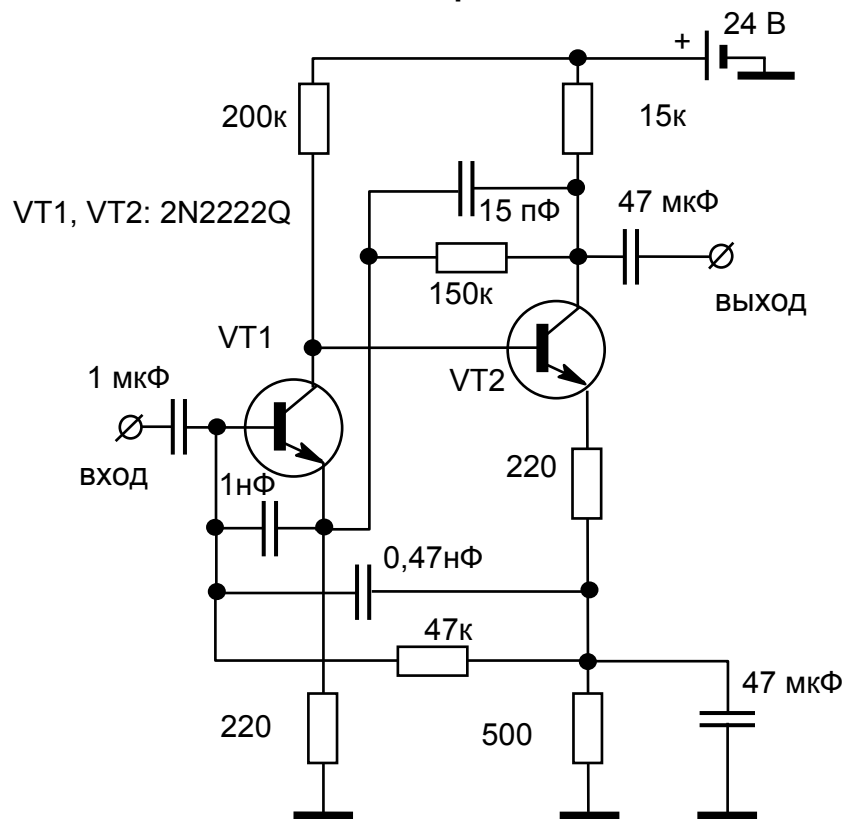 24 В
+
200к
15к
15 пФ
47 мкФ
VT1, VT2: 2N2222Q
150к
выход
VT1
VT2
1 мкФ
вход
220
1нФ
0,47нФ
47к
47 мкФ
220
500